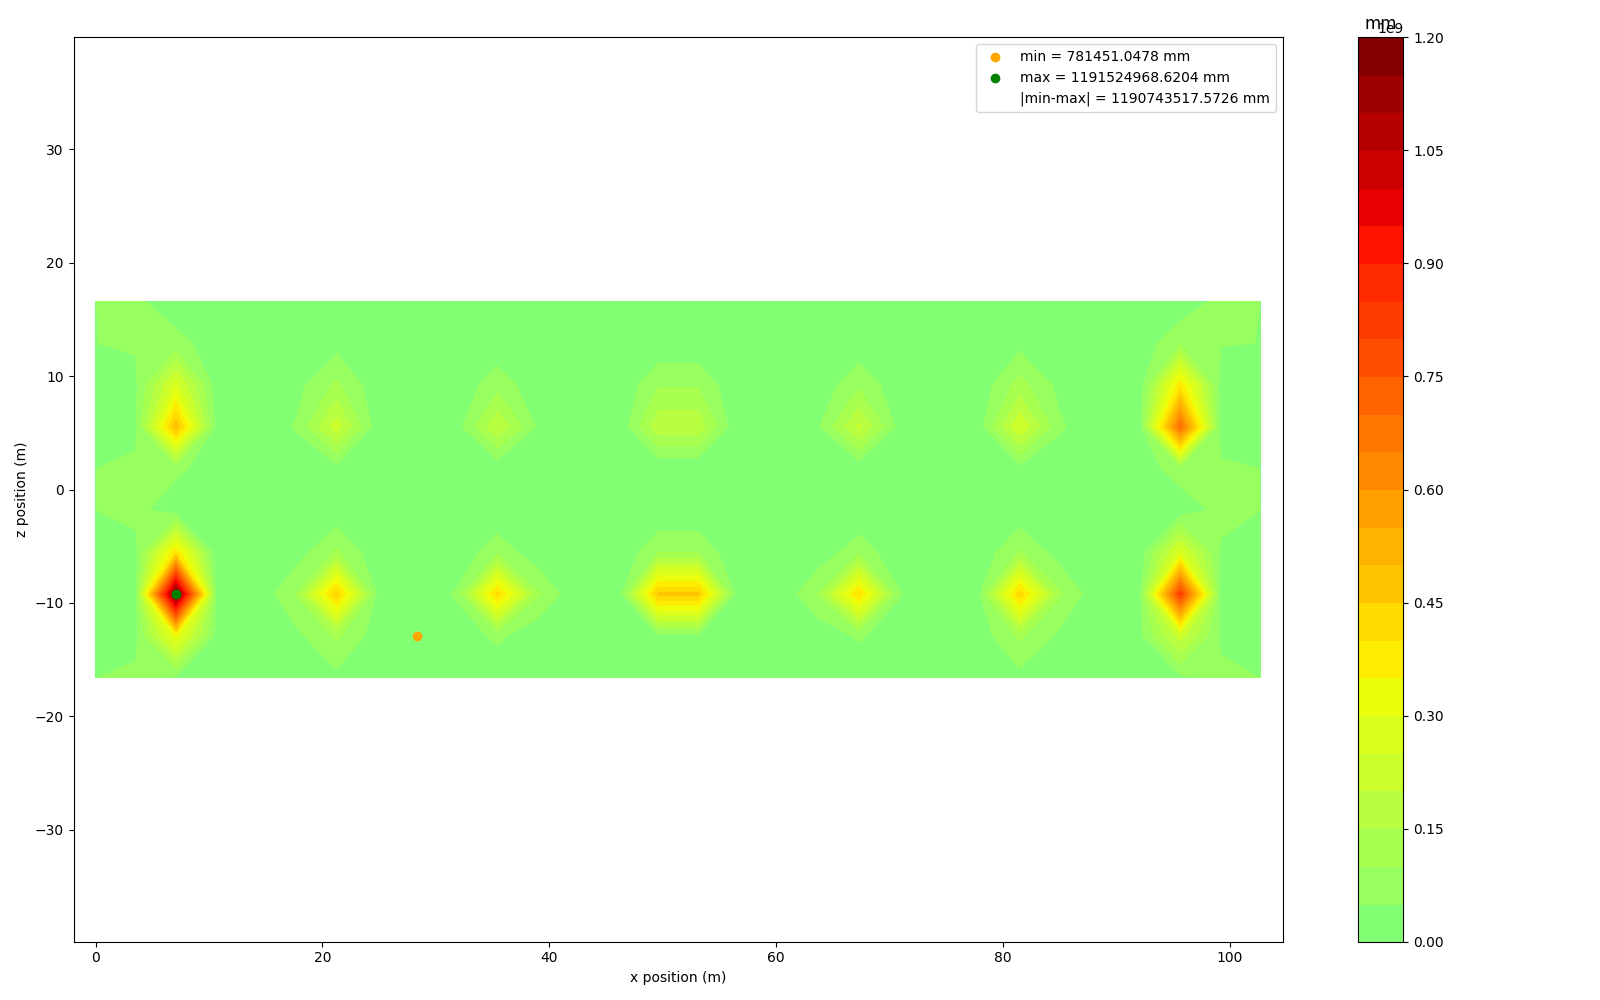 mm
1e9
min = 781451.0478 mm
max = 1191524968.6204 mm
|min-max| = 1190743517.5726 mm
1.20
1.05
0.90
0.75
0.60
0.45
0.30
0.15
0.00
30
20
10
0
−10
−20
−30
z position (m)
0 20 40 60 80 100
x position (m)